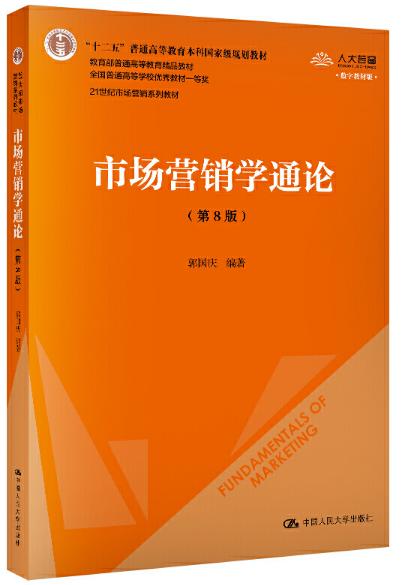 “十二五”普通高等教育本科国家级规划教材
教育部普通高等教育精品教材
全国普通高等学校优秀教材一等奖
21世纪市场营销系列教材
人大芸窗
·数字教材版·
市场营销学通论
（第8版）
郭国庆 编著
FUNDAMENTALS OF
MARKETING
中国人民大学出版社
市场营销学通论
（第8版）
郭国庆 编著
中国人民大学出版社